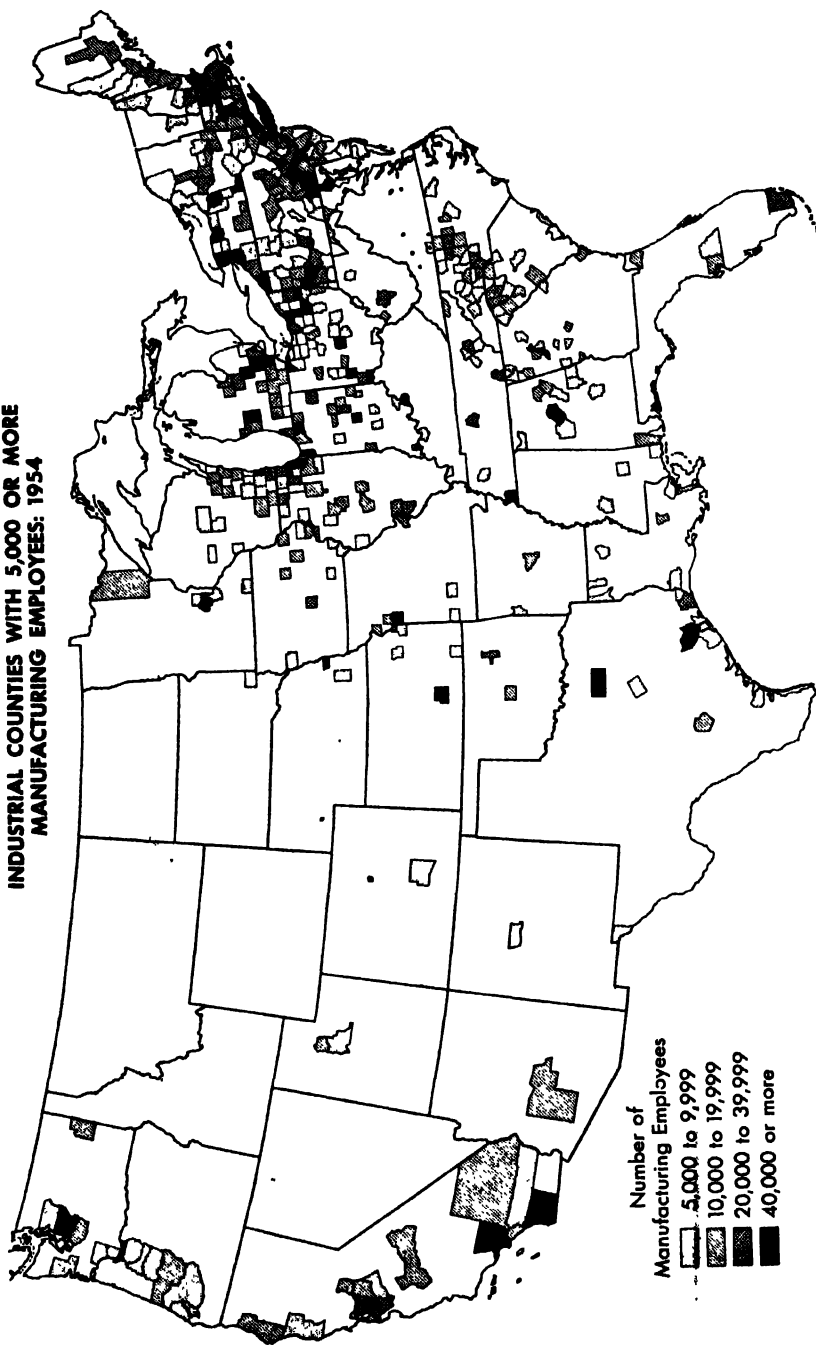 INDUSTRIAL COUNTIES WITH 5,000 OR MORE
MANUFACTURING EMPLOYEES: 1954
Number of
Manufacturing Employees
5,000 to 9,999
10,000 to 19,999
20,000 to 39,999
40,000 or more